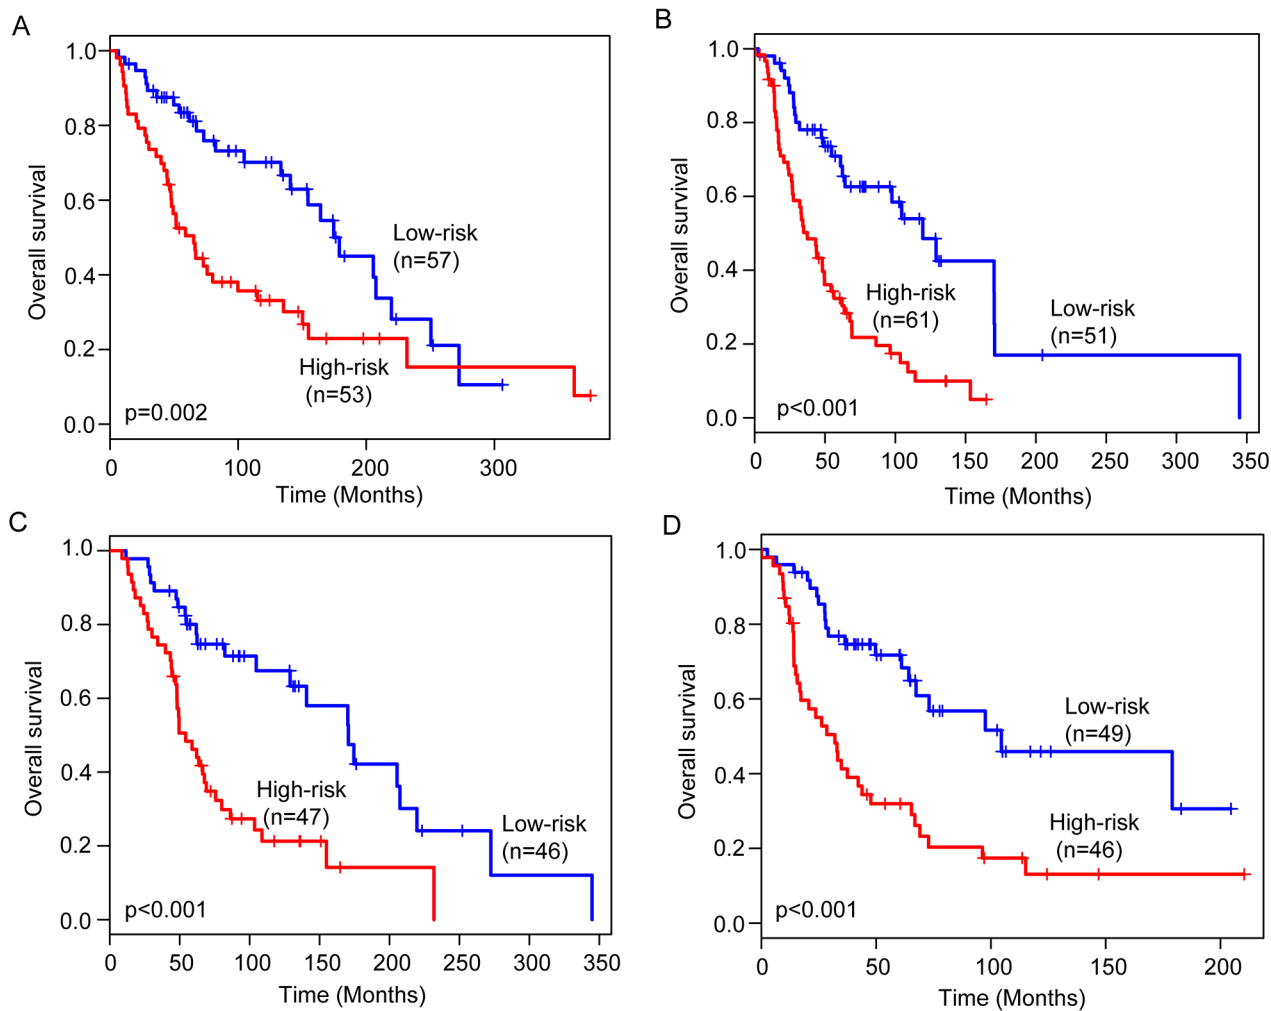 A
1.0
0.8
0.6
0.4
0.2
0.0
Overall survival
Low-risk
(n=57)
High-risk
(n=53)
p=0.002
0 100 200 300
Time (Months)
B
1.0
0.8
0.6
0.4
0.2
0.0
Overall survival
High-risk
(n=61)
Low-risk
(n=51)
p<0.001
0 50 100 150 200 250 300 350
Time (Months)
C
1.0
0.8
0.6
0.4
0.2
0.0
Overall survival
High-risk
(n=47)
Low-risk
(n=46)
p<0.001
0 50 100 150 200 250 300 350
Time (Months)
D
1.0
0.8
0.6
0.4
0.2
0.0
Overall survival
Low-risk
(n=49)
High-risk
(n=46)
p<0.001
0 50 100 150 200
Time (Months)